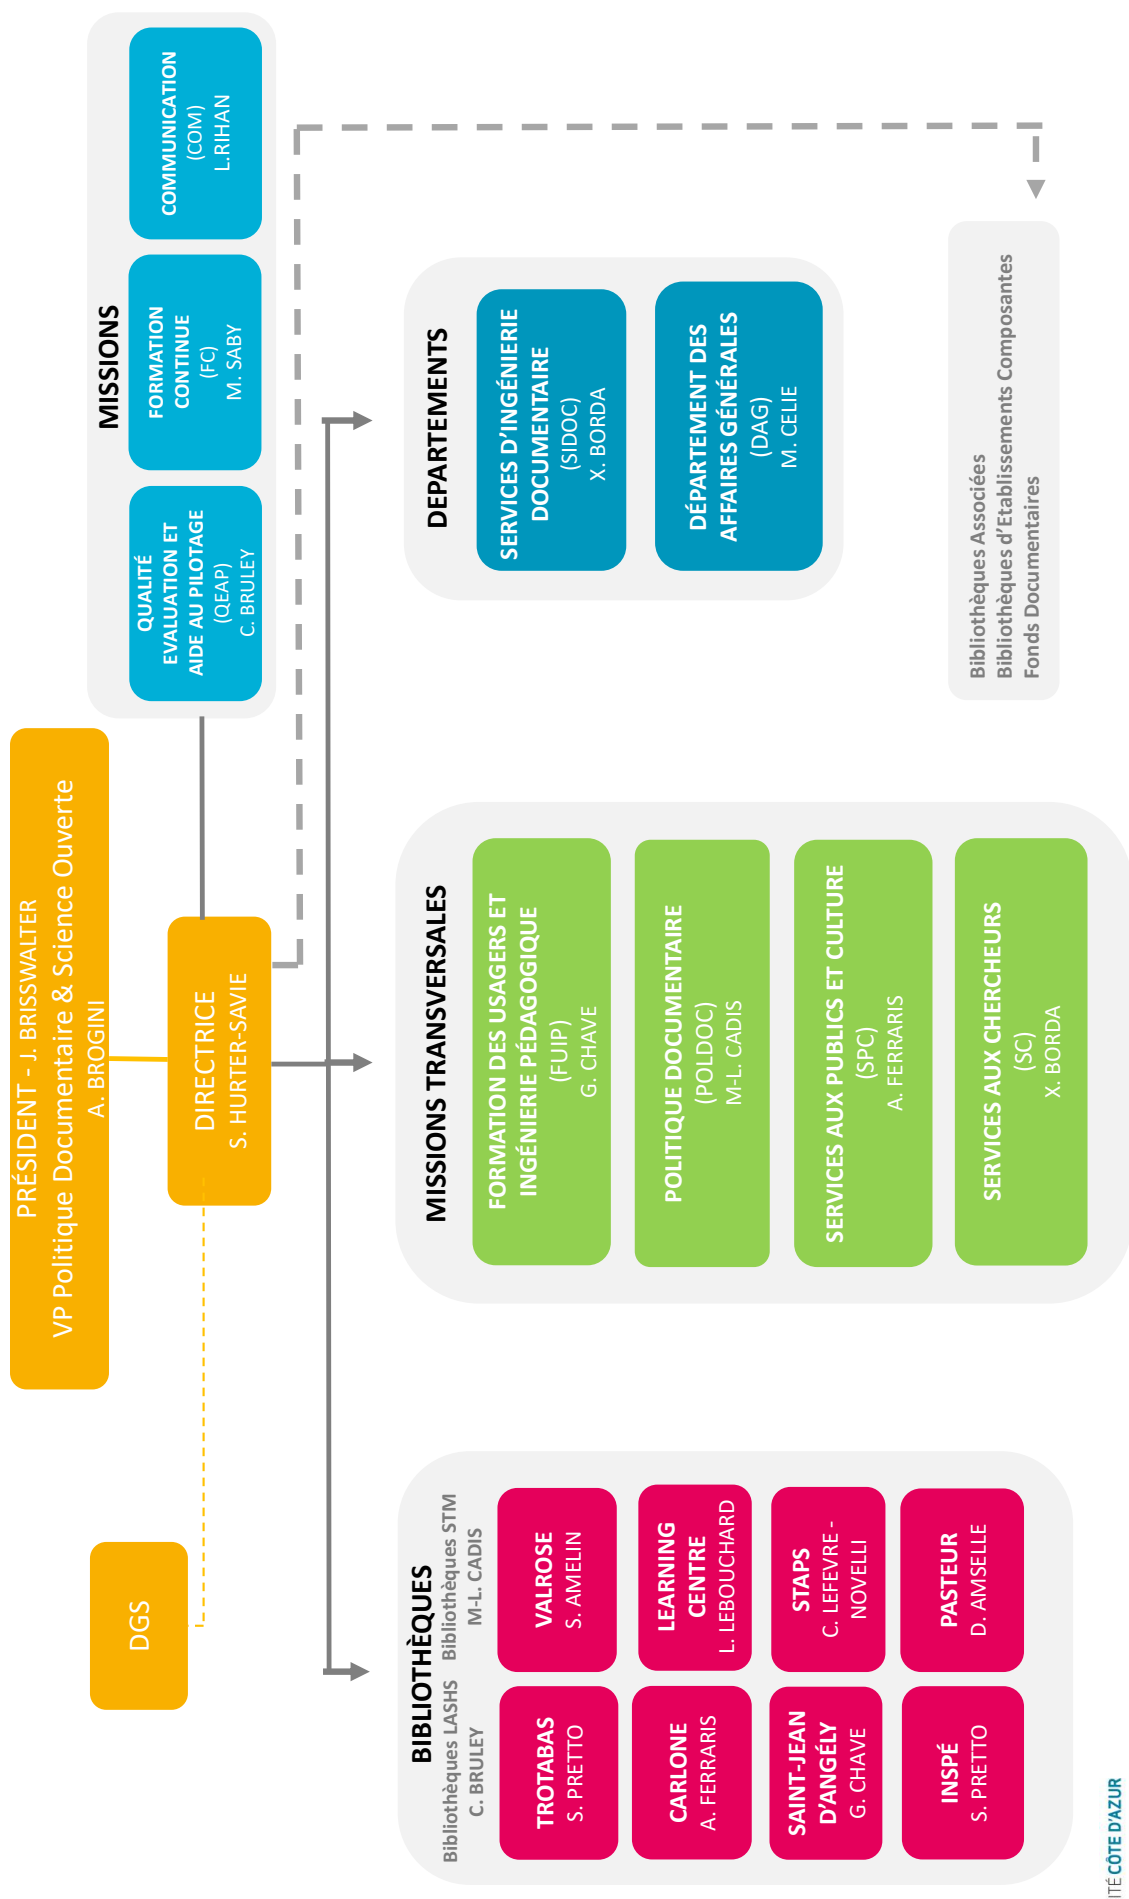 PRÉSIDENT - J. BRISSWALTER
VP Politique Documentaire & Science Ouverte
A. BROGINI
DGS
DIRECTRICE
S. HURTER-SAVIE
MISSIONS
QUALITÉ
EVALUATION ET
AIDE AU PILOTAGE
(QEAP)
C. BRULEY
FORMATION
CONTINUE
(FC)
M. SABY
COMMUNICATION
(COM)
L.RIHAN
BIBLIOTHÈQUES
Bibliothèques LASHS
C. BRULEY
Bibliothèques STM
M-L. CADIS
TROTABAS
S. PRETTO
VALROSE
S. AMELIN
CARLONE
A. FERRARIS
LEARNING
CENTRE
L. LEBOUCHARD
SAINT-JEAN
D'ANGÉLY
G. CHAVE
STAPS
C. LEFEVRE -
NOVELLI
INSPÉ
S. PRETTO
PASTEUR
D. AMSELLE
MISSIONS TRANSVERSALES
FORMATION DES USAGERS ET
INGÉNIERIE PÉDAGOGIQUE
(FUIP)
G. CHAVE
POLITIQUE DOCUMENTAIRE
(POLDOC)
M-L. CADIS
SERVICES AUX PUBLICS ET CULTURE
(SPC)
A. FERRARIS
SERVICES AUX CHERCHEURS
(SC)
X. BORDA
DEPARTEMENTS
SERVICES D'INGÉNIERIE
DOCUMENTAIRE
(SIDOC)
X. BORDA
DÉPARTEMENT DES
AFFAIRES GÉNÉRALES
(DAG)
M. CELIE
Bibliothèques Associées
Bibliothèques d'Etablissements Composantes
Fonds Documentaires
ITÉ CÔTE D'AZUR